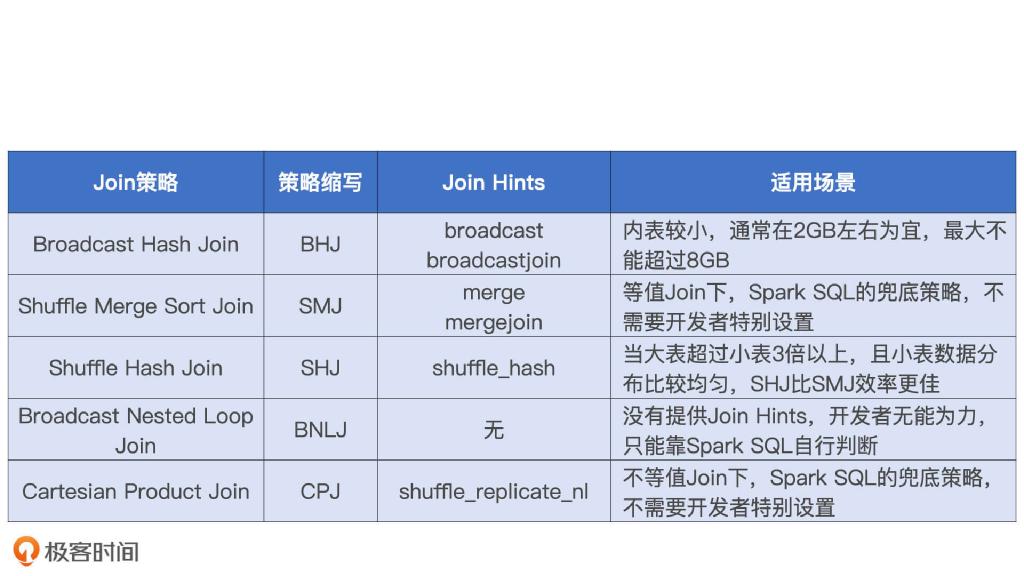 Join策略
策略缩写
Join Hints
适用场景
Broadcast Hash Join
BHJ
broadcast
broadcastjoin
内表较小，通常在2GB左右为宜，最大不
能超过8GB
Shuffle Merge Sort Join
SMJ
merge
mergejoin
等值Join下，Spark SQL的兜底策略，不
需要开发者特别设置
Shuffle Hash Join
SHJ
shuffle_hash
当大表超过小表3倍以上，且小表数据分
布比较均匀，SHJ比SMJ效率更佳
Broadcast Nested Loop
Join
BNLJ
无
没有提供Join Hints，开发者无能为力，
只能靠Spark SQL自行判断
Cartesian Product Join
CPJ
shuffle_replicate_nl
不等值Join下，Spark SQL的兜底策略，
不需要开发者特别设置
极客时间